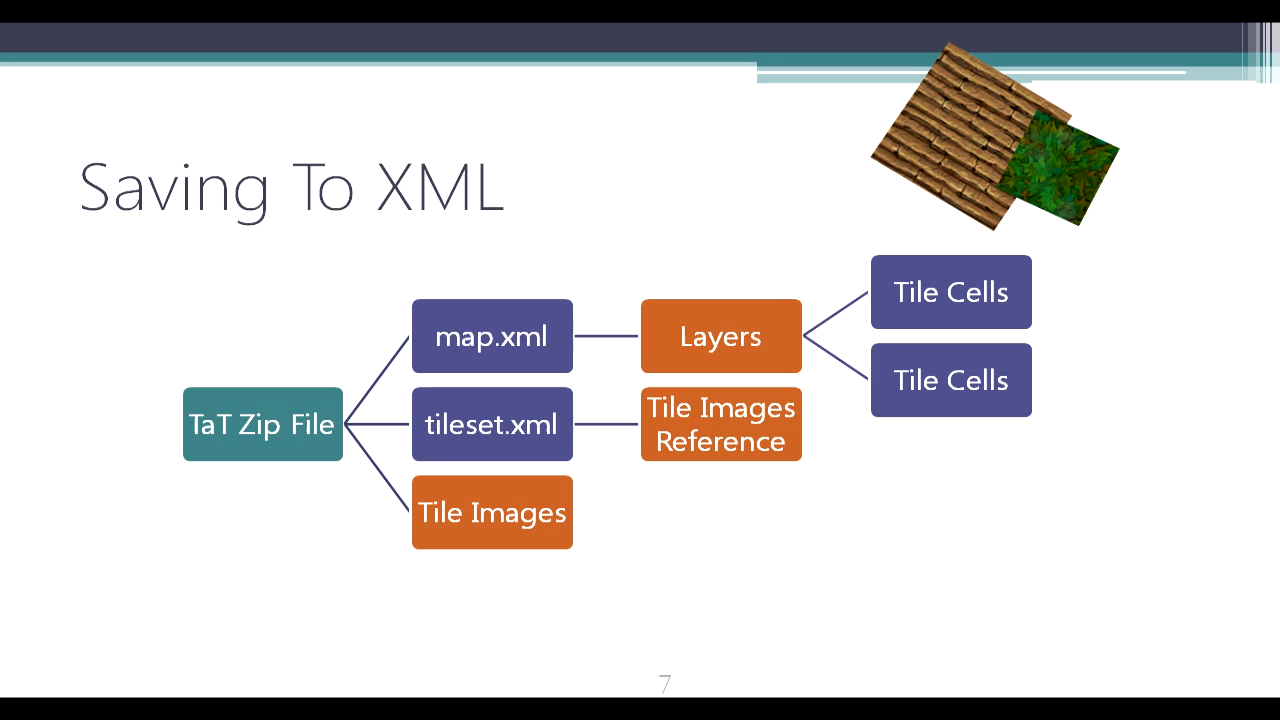 Saving To XML
Tile Cells
map.xml
Layers
Tile Cells
TaT Zip File
tileset.xml
Tile Images
Reference
Tile Images
7